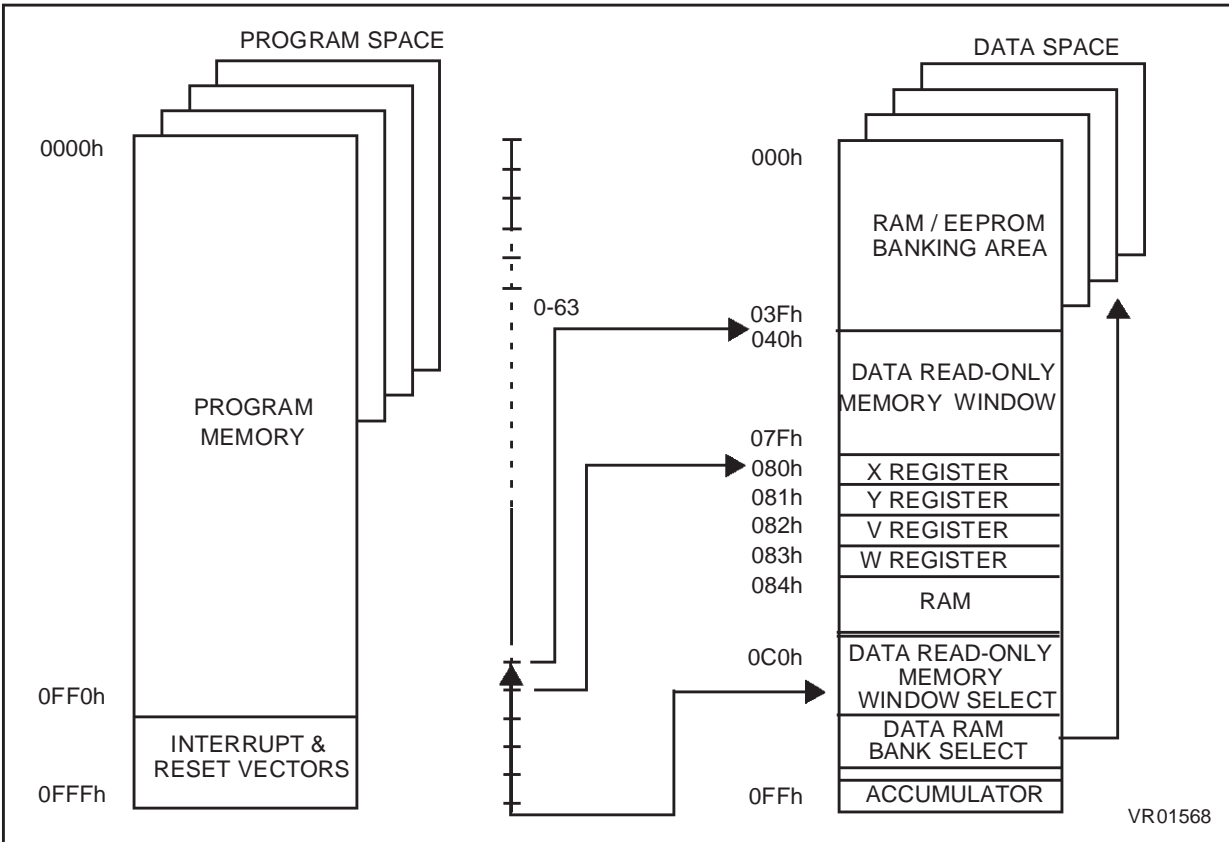 PROGRAM SPACE
0000h
PROGRAM
MEMORY
0FF0h
INTERRUPT &
RESET VECTORS
0FFFh
0-63
DATA SPACE
000h
RAM / EEPROM
BANKING AREA
03Fh
040h
DATA READ-ONLY
MEMORY WINDOW
07Fh
080h
X REGISTER
081h
Y REGISTER
082h
V REGISTER
083h
W REGISTER
084h
RAM
0C0h
DATA READ-ONLY
MEMORY
WINDOW SELECT
DATA RAM
BANK SELECT
0FFh
ACCUMULATOR
VR01568